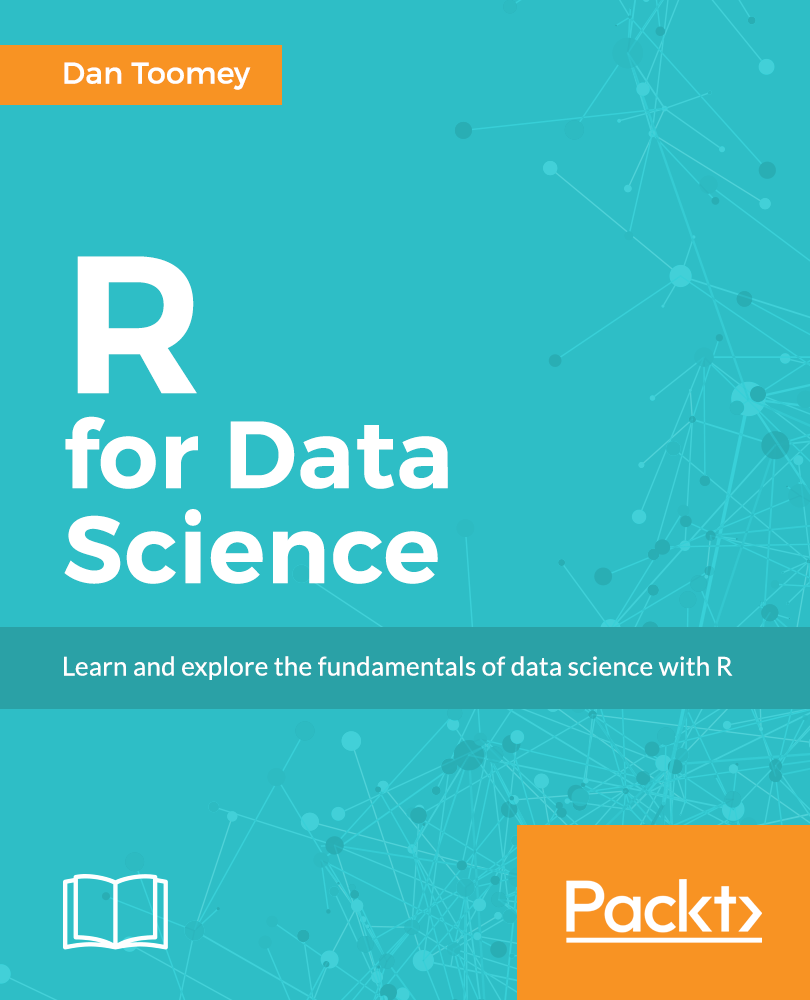 Dan Toomey
R
for Data
Science
Learn and explore the fundamentals of data science with R
Packt